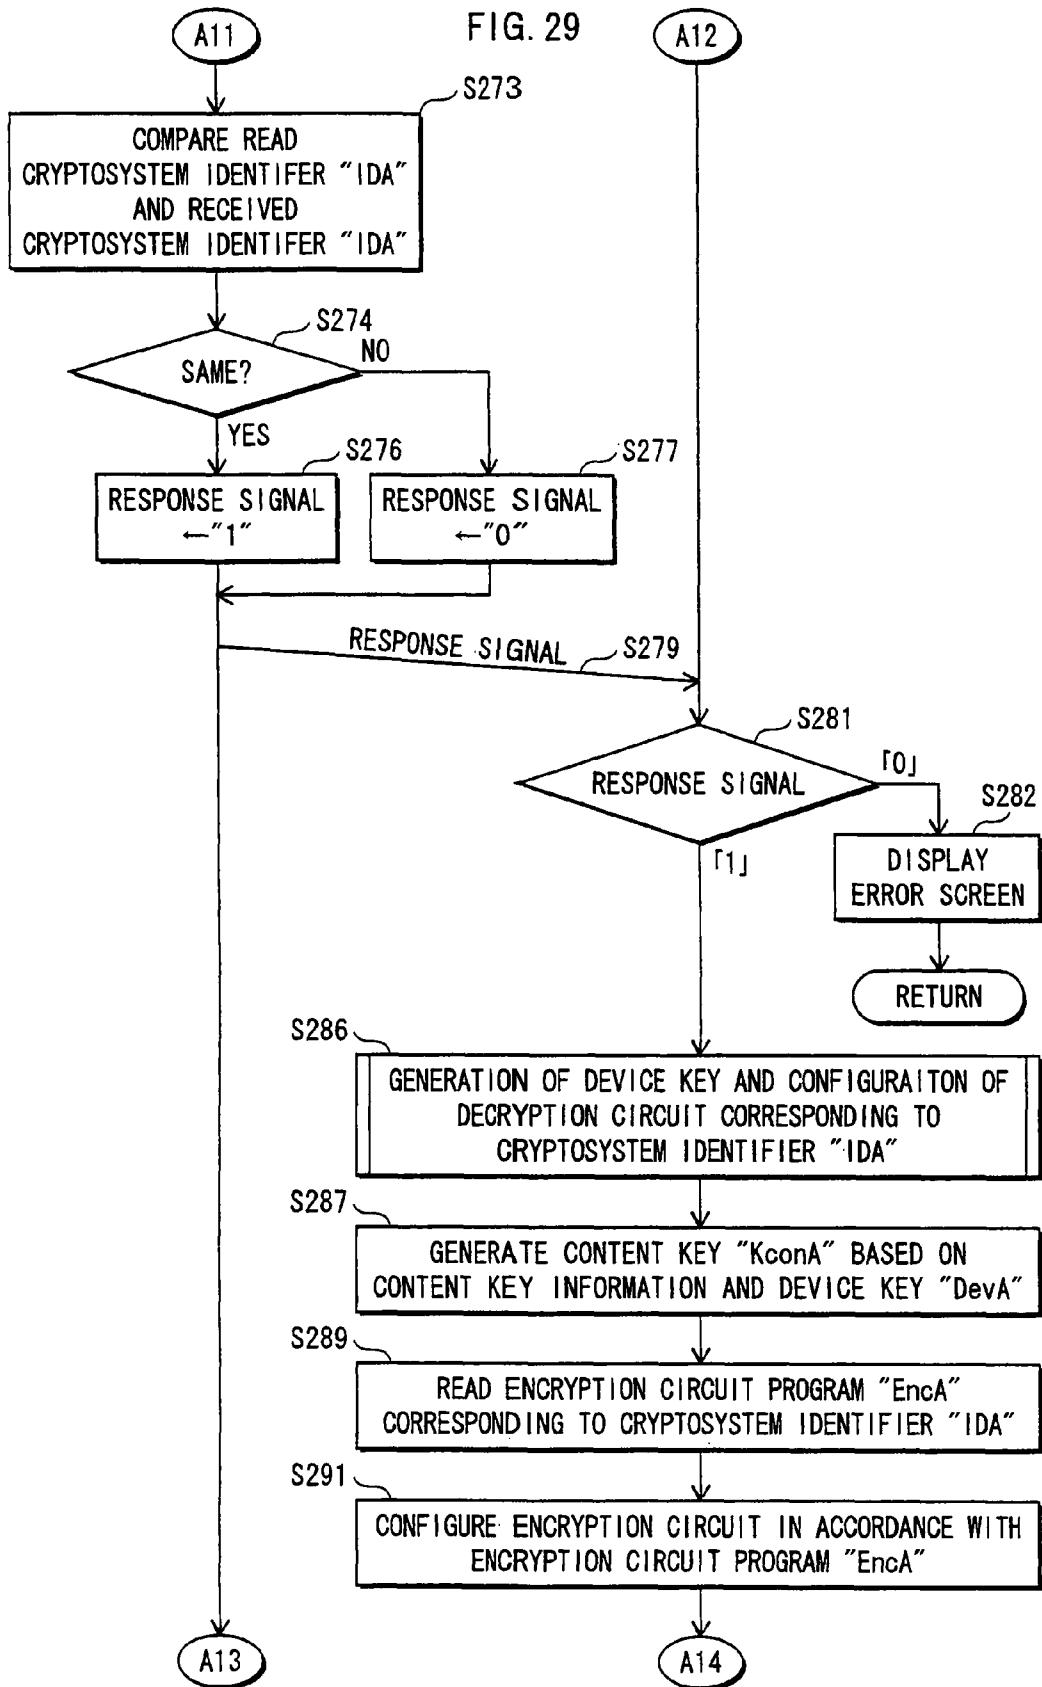 FIG. 29
A11
A12
S273
COMPARE READ
CRYPTOSYSTEM IDENTIFER "IDA"
AND RECEIVED
CRYPTOSYSTEM IDENTIFER "IDA"
S274
SAME?
NO
YES
S276
RESPONSE SIGNAL
←"1"
S277
RESPONSE SIGNAL
←"0"
RESPONSE SIGNAL
S279
S281
RESPONSE SIGNAL
「0」
「1」
S282
DISPLAY
ERROR SCREEN
RETURN
S286
GENERATION OF DEVICE KEY AND CONFIGURAITON OF
DECRYPTION CIRCUIT CORRESPONDING TO
CRYPTOSYSTEM IDENTIFIER "IDA"
S287
GENERATE CONTENT KEY "KconA" BASED ON
CONTENT KEY INFORMATION AND DEVICE KEY "DevA"
S289
READ ENCRYPTION CIRCUIT PROGRAM "EncA"
CORRESPONDING TO CRYPTOSYSTEM IDENTIFIER "IDA"
S291
CONFIGURE ENCRYPTION CIRCUIT IN ACCORDANCE WITH
ENCRYPTION CIRCUIT PROGRAM "EncA"
A13
A14